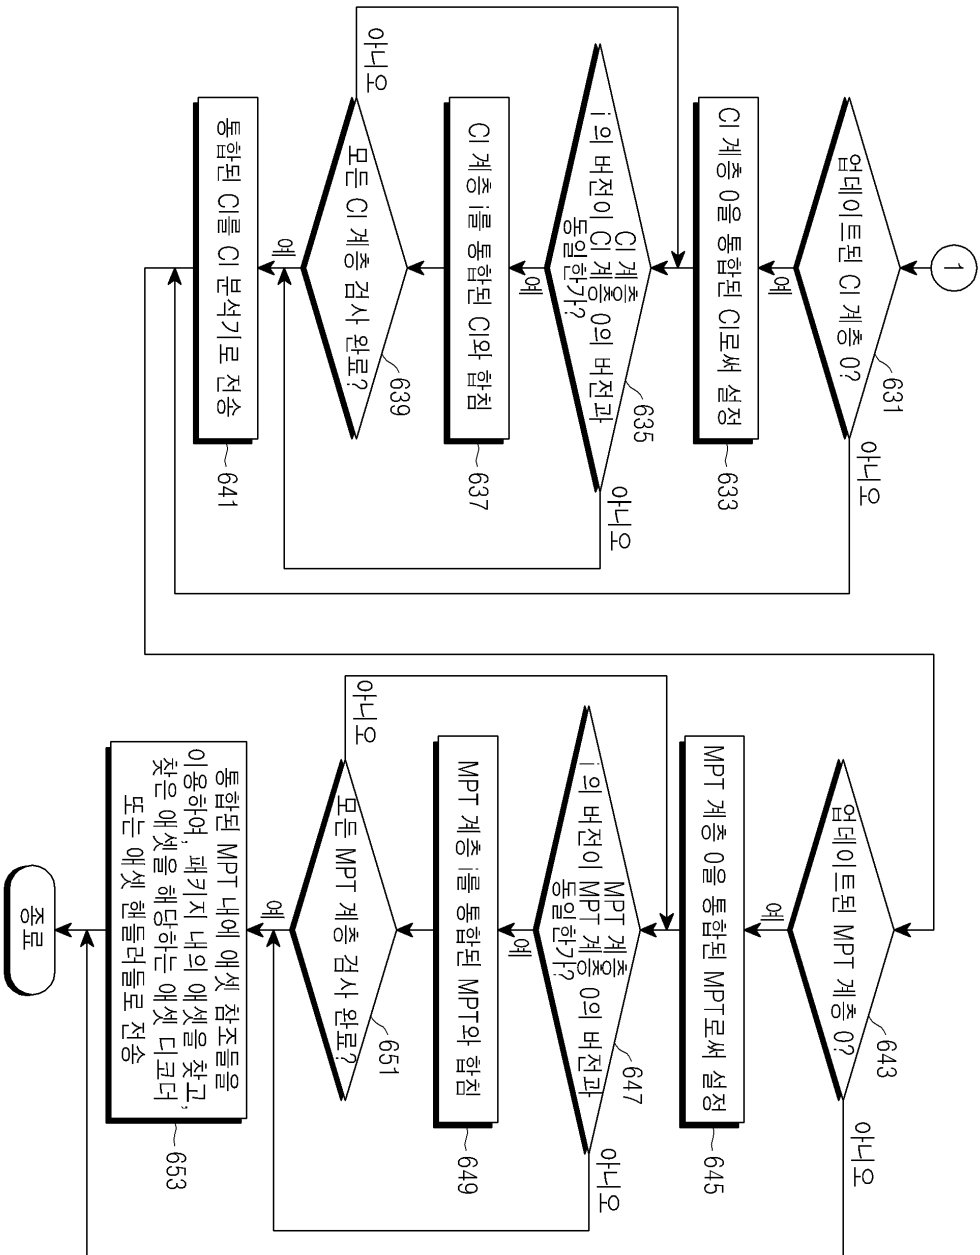 1
업데이트된 CI 계층 0?
631
아니오
예
CI 계층 0을 통합된 CI로써 설정
633
CI 계층
i의 버전이 CI 계층 0의 버전과
동일한가?
635
아니오
예
CI 계층 i를 통합된 CI와 합침
637
모든 CI 계층 검사 완료?
639
아니오
예
통합된 CI를 CI 분석기로 전송
641
업데이트된 MPT 계층 0?
643
아니오
예
MPT 계층 0을 통합된 MPT로써 설정
645
MPT 계층
i의 버전이 MPT 계층 0의 버전과
동일한가?
647
아니오
예
MPT 계층 i를 통합된 MPT와 합침
649
모든 MPT 계층 검사 완료?
651
아니오
예
통합된 MPT 내에 애셋 참조들을
이용하여, 패키지 내의 애셋을 찾고,
찾은 애셋을 해당하는 애셋 디코더
또는 애셋 핸들러들로 전송
653
종료